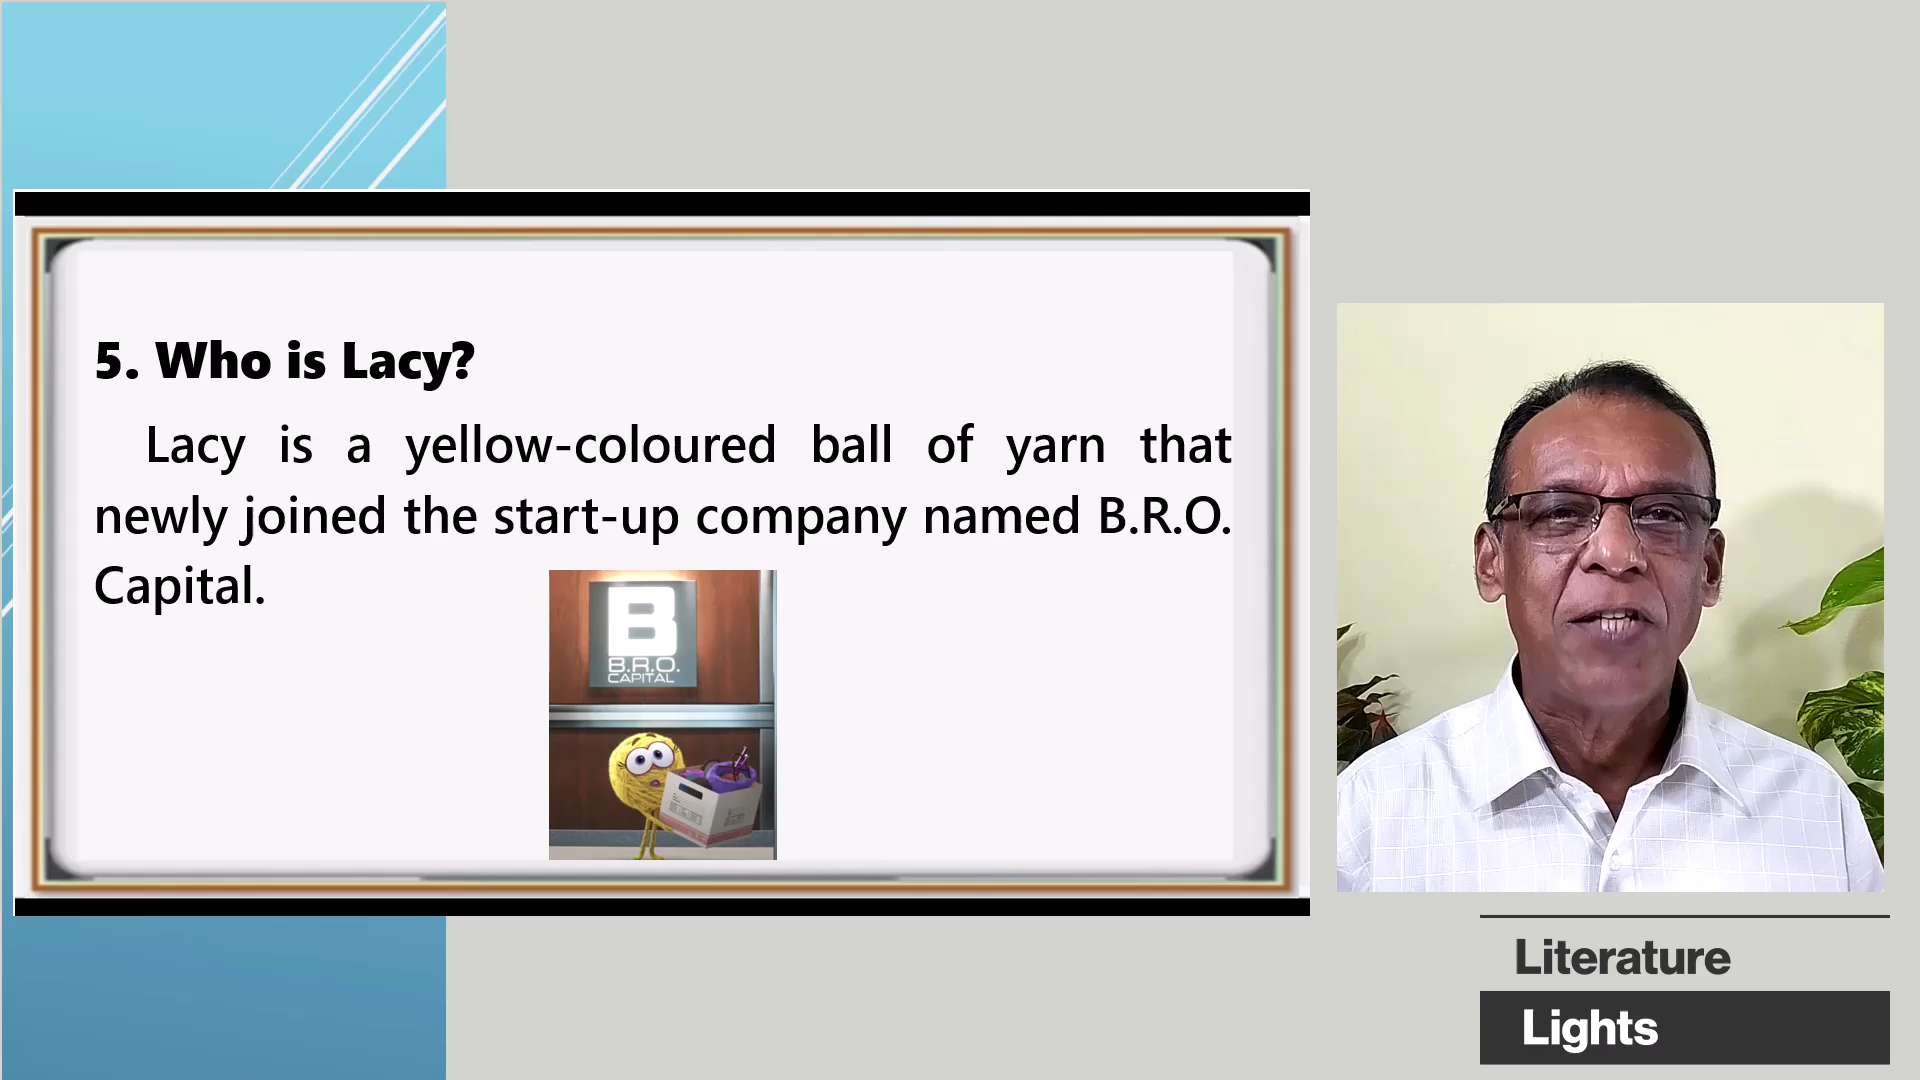 5. Who is Lacy?
Lacy is a yellow-coloured ball of yarn that
newly joined the start-up company named B.R.O.
Capital.
B
B.R.O.
CAPITAL
Literature
Lights